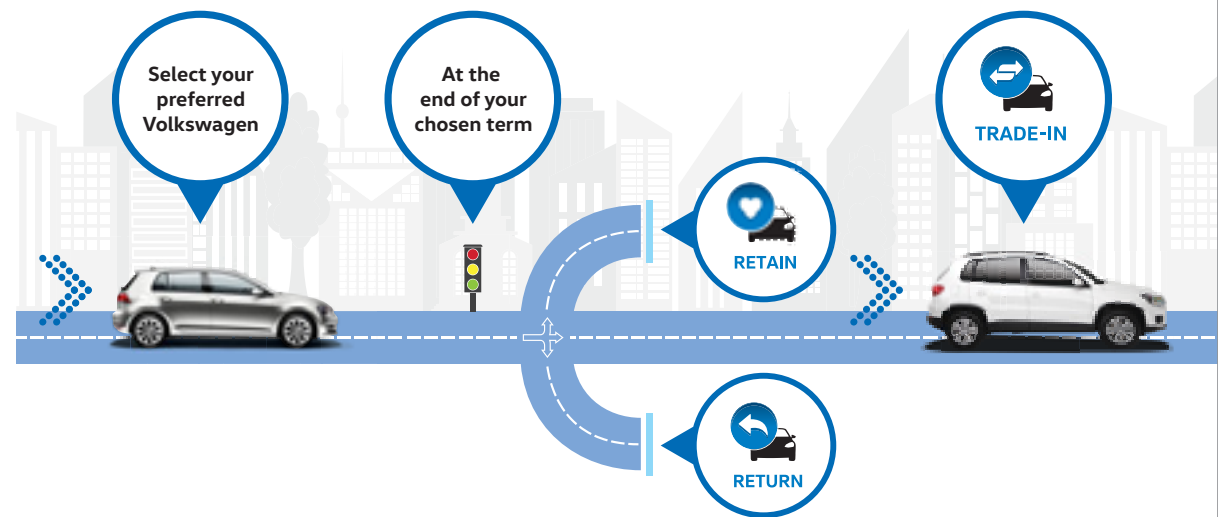 Select your
preferred
Volkswagen
At the
end of your
chosen term
TRADE-IN
RETAIN
RETURN